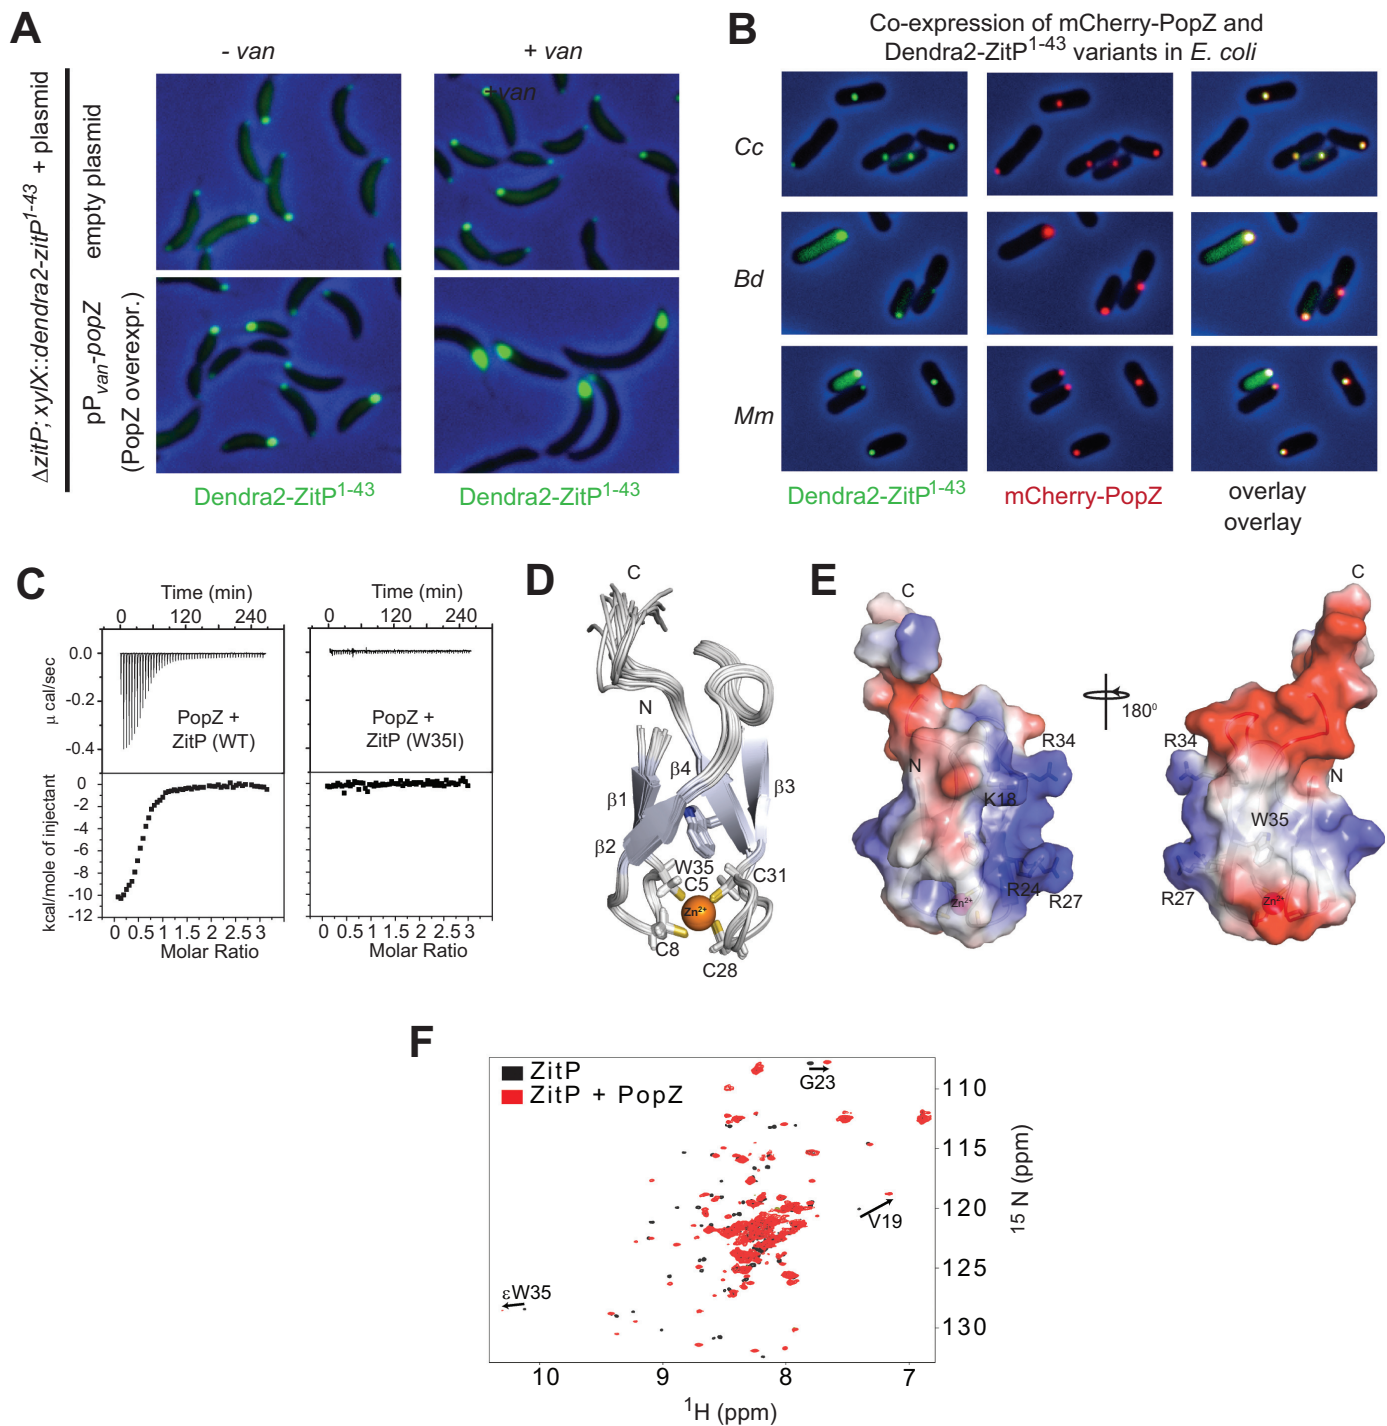 A
- van
+ van
+van
ΔzitP; xylX::dendra2-zitP1-43 + plasmid
empty plasmid
pPvan-popZ
(PopZ overexpr.)
Dendra2-ZitP1-43
Dendra2-ZitP1-43
B
Co-expression of mCherry-PopZ and
Dendra2-ZitP1-43 variants in E. coli
Cc
Bd
Mm
Dendra2-ZitP1-43
mCherry-PopZ
overlay
overlay
C
Time (min)
0 120 240
Time (min)
0 120 240
μ cal/sec
0.0
-0.2
-0.4
PopZ +
ZitP (WT)
PopZ +
ZitP (W35I)
kcal/mole of injectant
0
-2
-4
-6
-8
-10
-12
0 0.5 1 1.5 2 2.5 3
Molar Ratio
0 0.5 1 1.5 2 2.5 3
Molar Ratio
D
C
N
β4
β3
β1
β2
W35
C5
C31
Zn2+
C8
C28
E
C
R34
N
K18
R24
R27
Zn2+
180⁰
C
R34
N
W35
R27
Zn2+
F
ZitP
ZitP + PopZ
G23
V19
εW35
110
115
120
125
130
15 N (ppm)
10 9 8 7
1H (ppm)